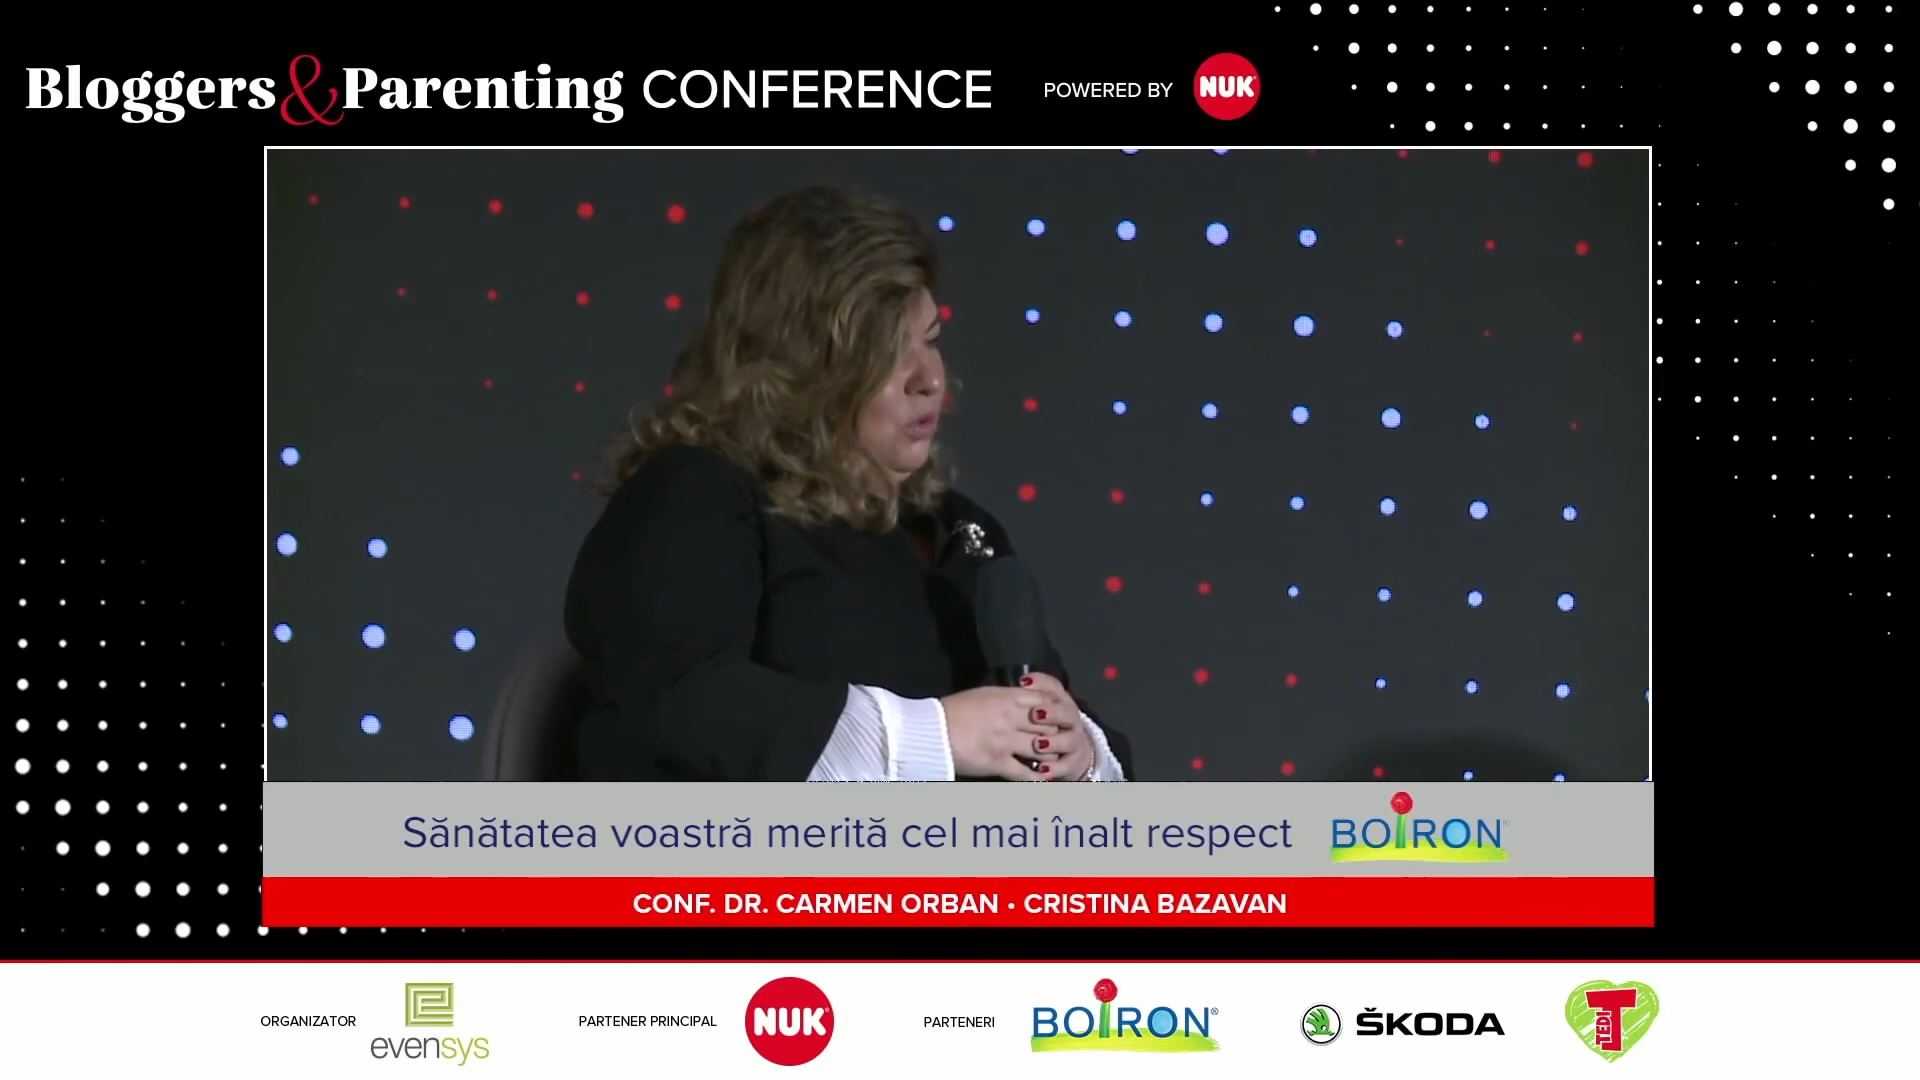 Bloggers&Parenting CONFERENCE POWERED BY NUK
Sănătatea voastră merită cel mai înalt respect BOIRON
CONF. DR. CARMEN ORBAN • CRISTINA BAZAVAN
ORGANIZATOR evensys PARTENER PRINCIPAL NUK PARTENERI BOIRON® ŠKODA TEDI T